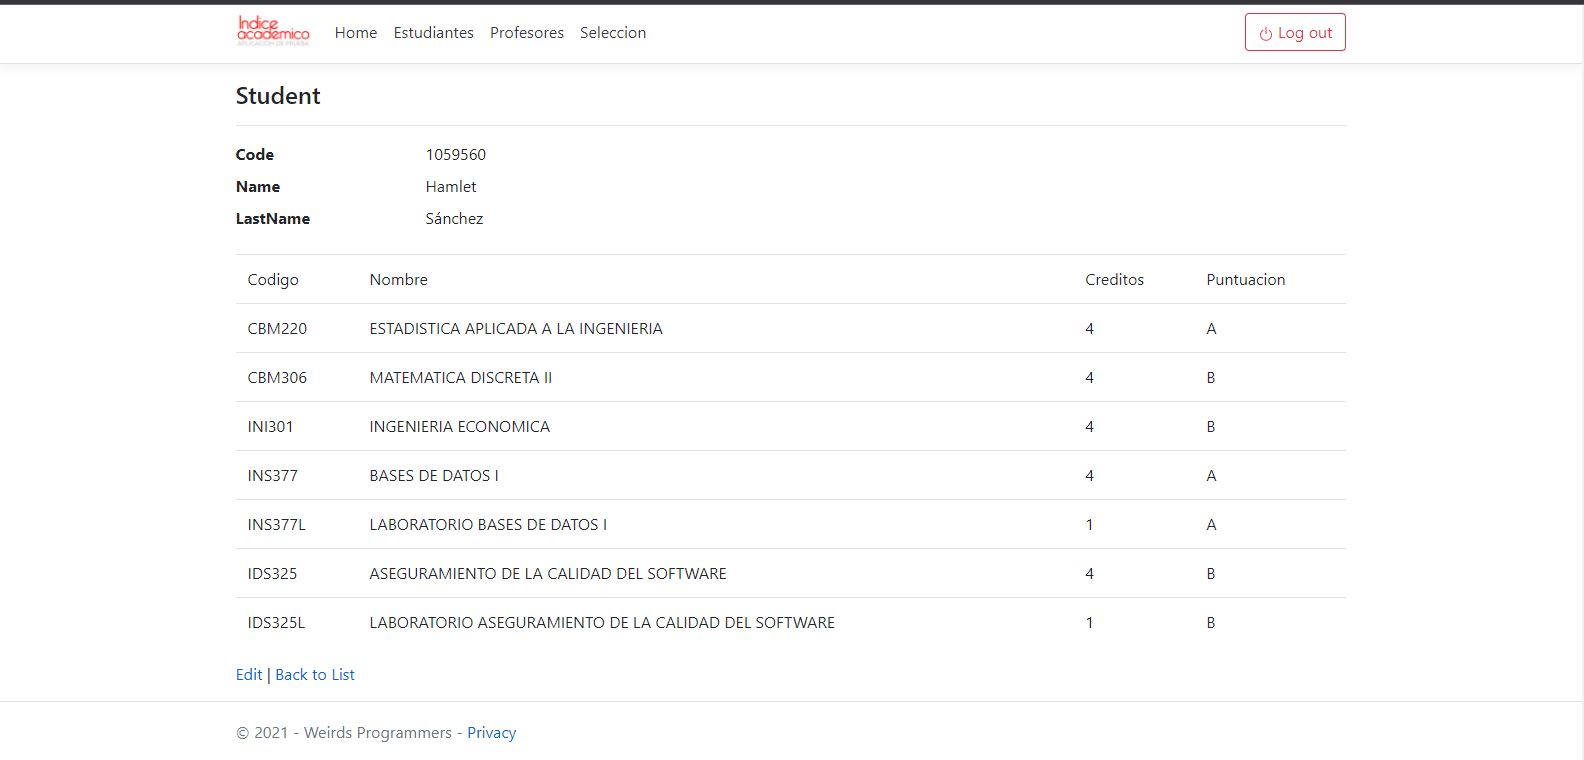 Indice
academico
APLICACION DE PRUEBA
Home Estudiantes Profesores Seleccion Log out
Student
Code 1059560
Name Hamlet
LastName Sánchez
Codigo Nombre Creditos Puntuacion
CBM220 ESTADISTICA APLICADA A LA INGENIERIA 4 A
CBM306 MATEMATICA DISCRETA II 4 B
INI301 INGENIERIA ECONOMICA 4 B
INS377 BASES DE DATOS I 4 A
INS377L LABORATORIO BASES DE DATOS I 1 A
IDS325 ASEGURAMIENTO DE LA CALIDAD DEL SOFTWARE 4 B
IDS325L LABORATORIO ASEGURAMIENTO DE LA CALIDAD DEL SOFTWARE 1 B
Edit | Back to List
© 2021 - Weirds Programmers - Privacy